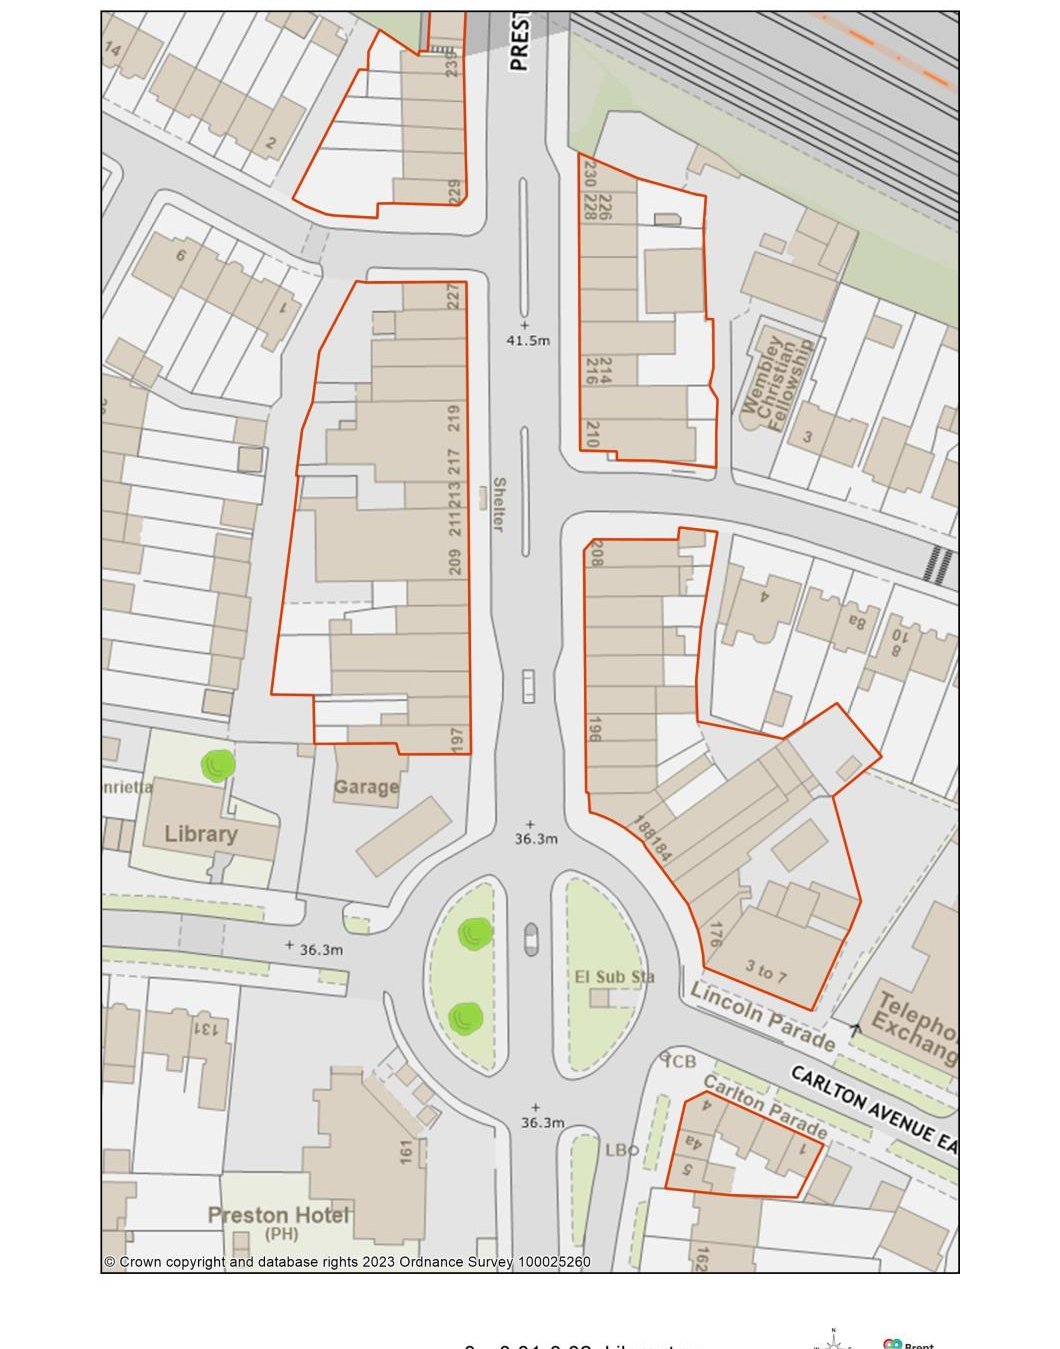 PREST
14
239
2
229
230
228
226
6
1
227
41.5m
216
214
Wembley
Christian
Fellowship
3
219
210
217
213
211
Shelter
209
208
4
8a
10
8
196
197
Garage
Library
188
184
36.3m
176
36.3m
El Sub Sta
3 to 7
Lincoln Parade
Telepho
Exchang
131
TCB
CARLTON AVENUE EA
Carlton Parade
4
36.3m
161
LBo
4a
1
5
Preston Hotel
(PH)
162
© Crown copyright and database rights 2023 Ordnance Survey 100025260
N
Brent